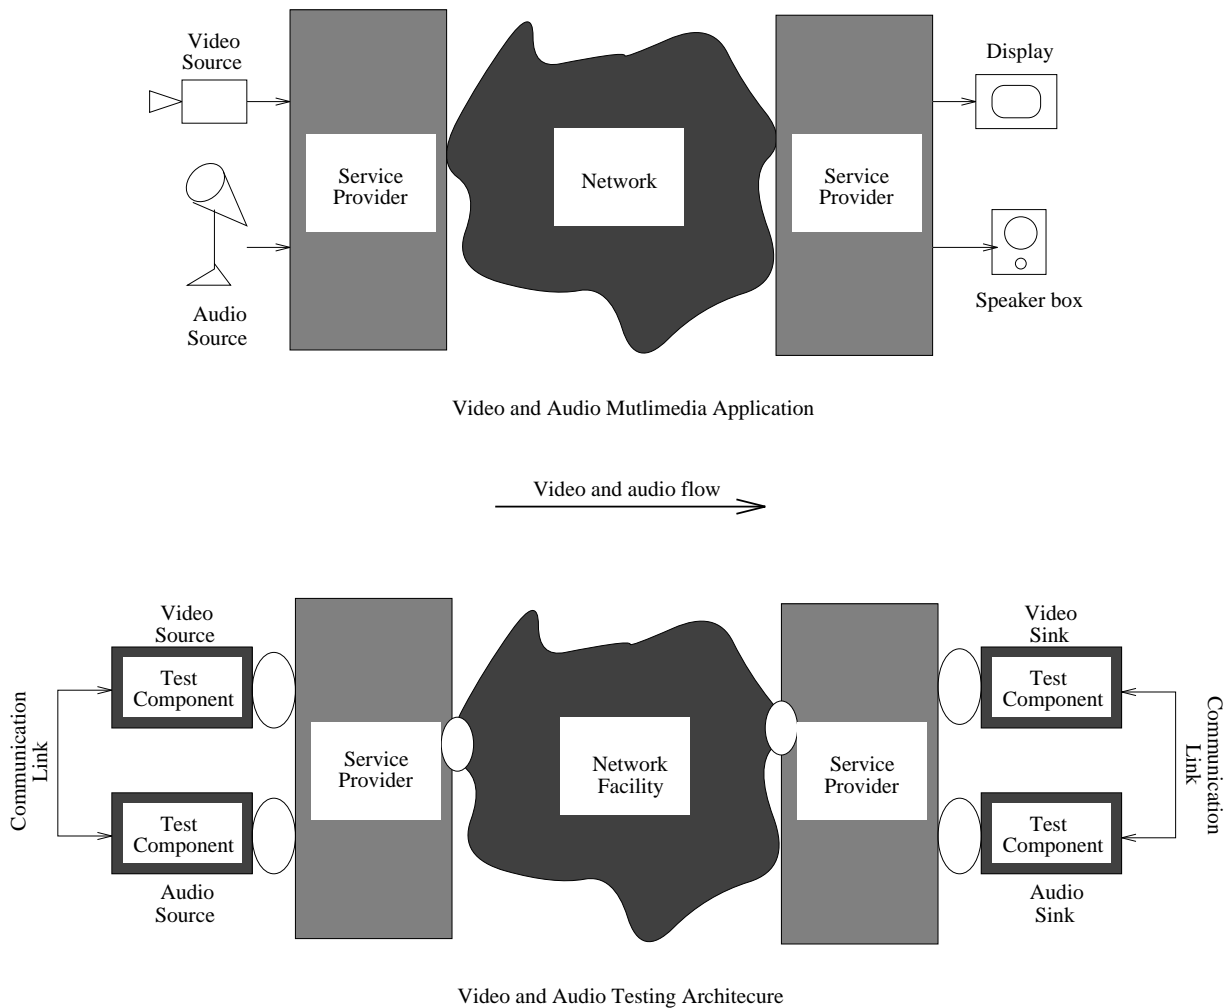 Video
Source
Display
Service
Provider
Network
Service
Provider
Audio
Source
Speaker box
Video and Audio Mutlimedia Application
Video and audio flow
Video
Source
Video
Sink
Test
Component
Test
Component
Communication
Link
Service
Provider
Network
Facility
Service
Provider
Communication
Link
Test
Component
Test
Component
Audio
Source
Audio
Sink
Video and Audio Testing Architecure